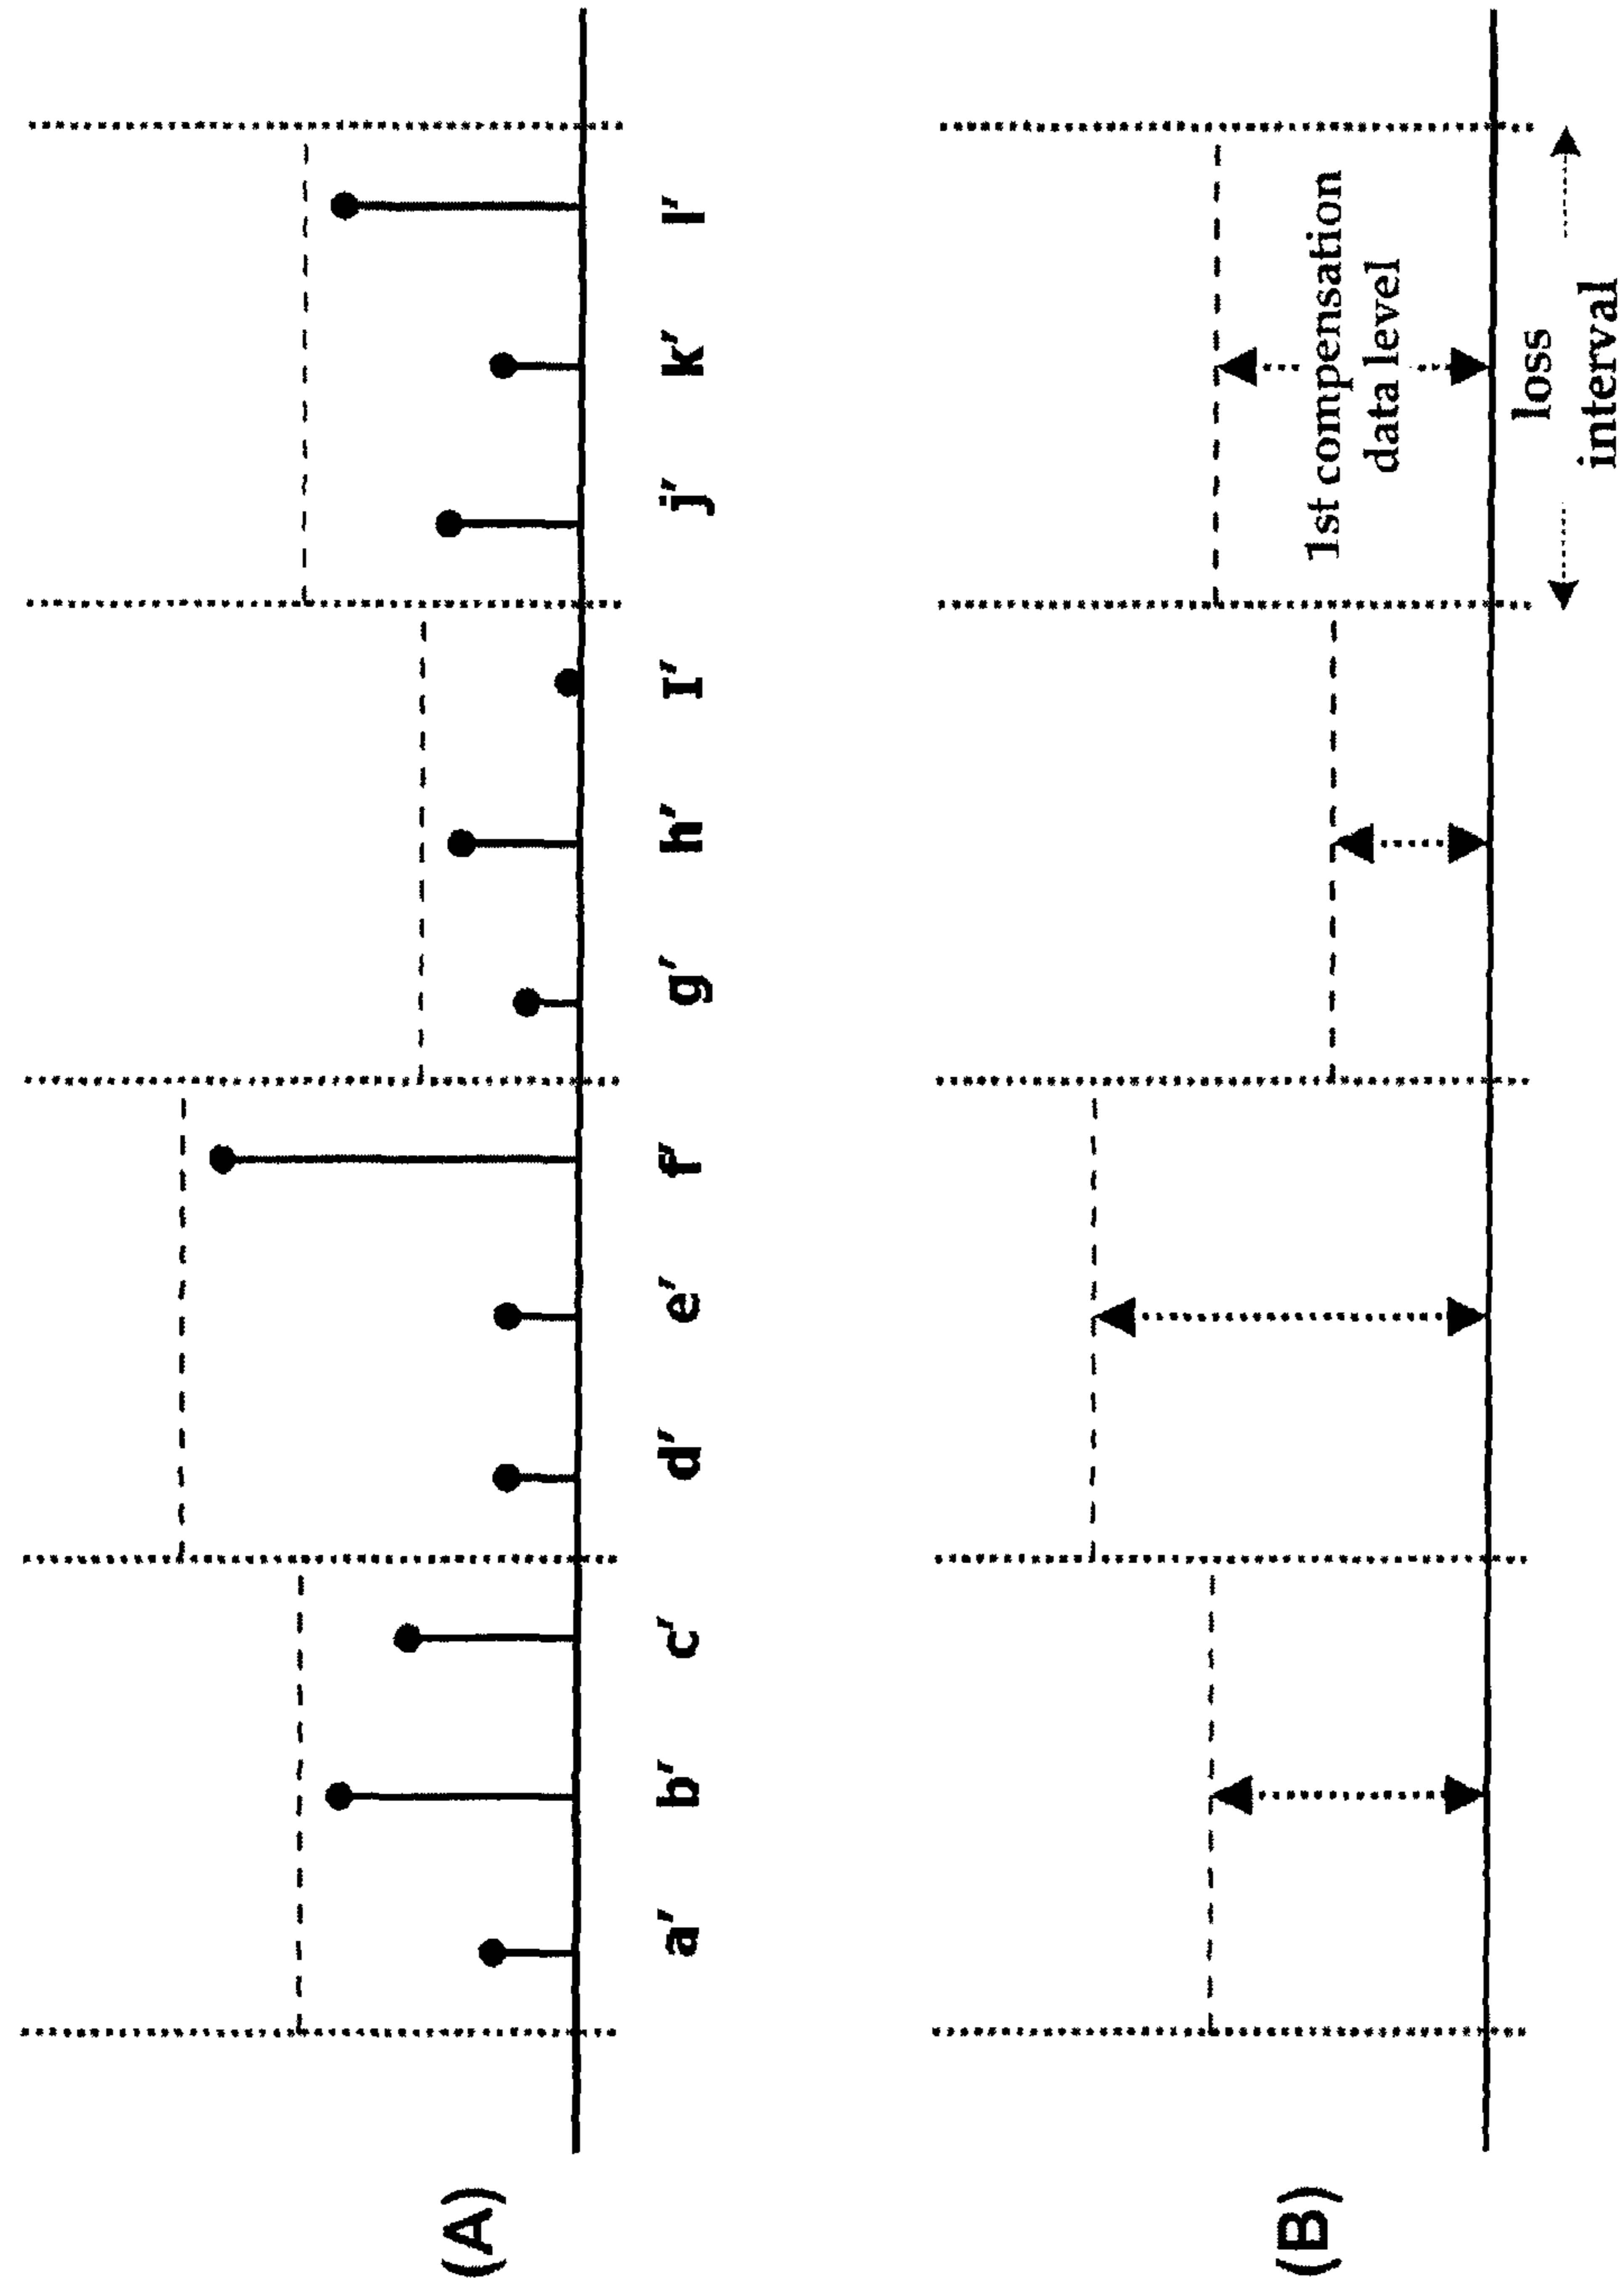 (A)
a' b' c' d' e' f' g' h' I' j' k' l'
(B)
1st compensation
data level
loss
interval